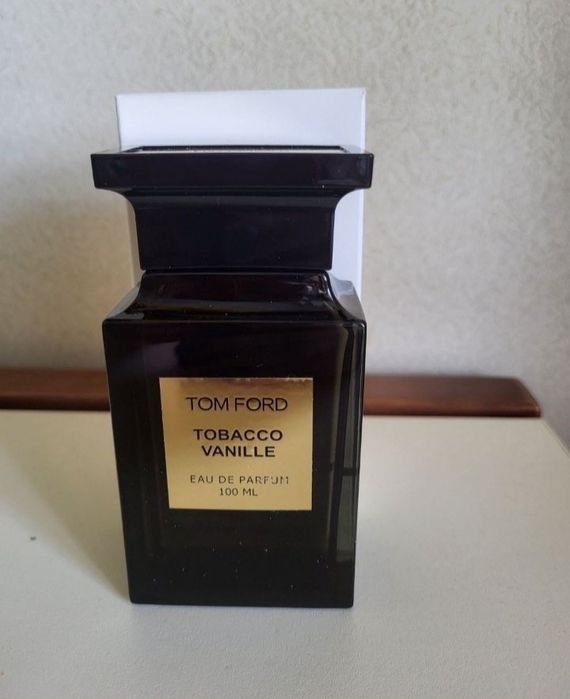 TOM FORD
TOBACCO
VANILLE
EAU DE PARFUM
100 ML